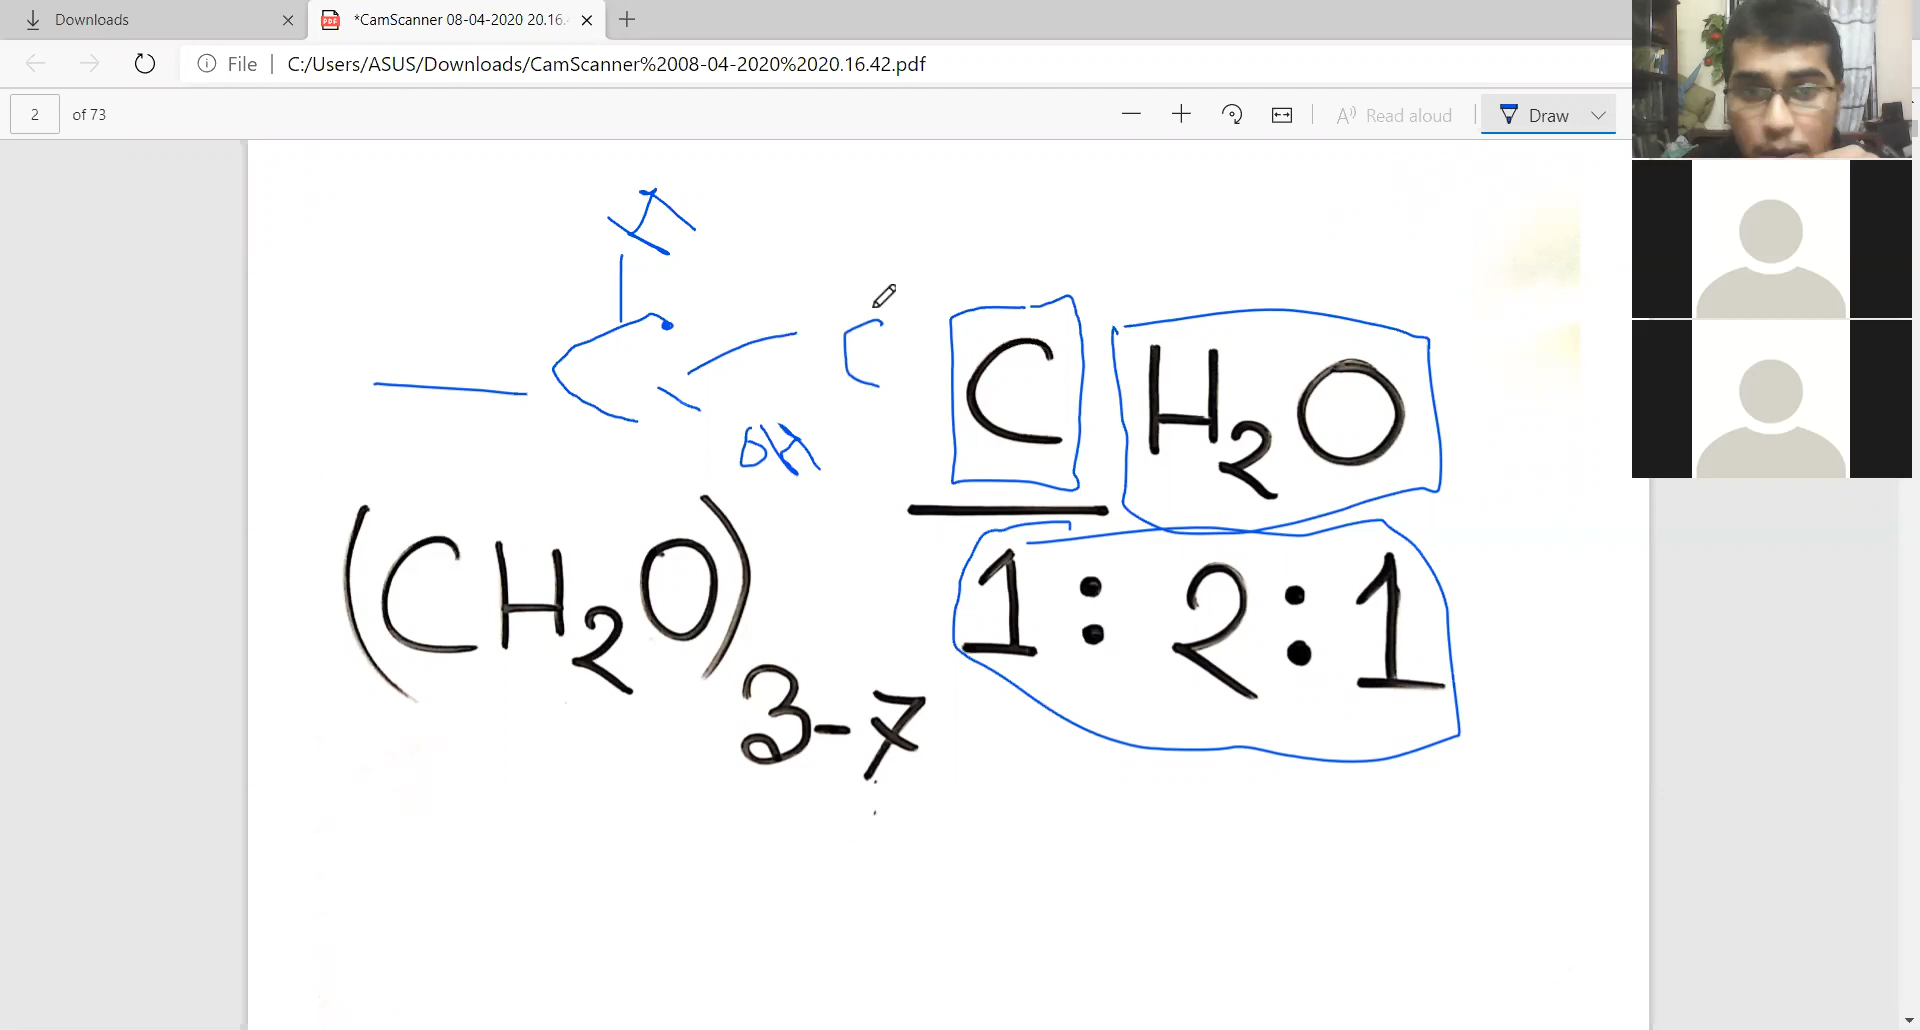 Downloads
*CamScanner 08-04-2020 20.16.
File | C:/Users/ASUS/Downloads/CamScanner%2008-04-2020%2020.16.42.pdf
2 of 73
Read aloud
Draw
H
C C
OH
CH₂O
(CH₂O)3-7
1:2:1